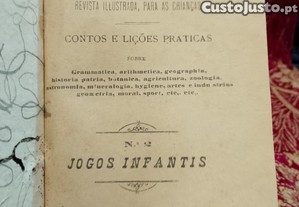 Custojusto.pt
REVISTA ILLUSTRADA, PARA AS CRIANÇAS
CONTOS E LIÇÕES PRATICAS
SOBRE
Grammatica, arithmetica, geographia,
historia patria, botanica, agricultura, zoologia,
astronomia, mineralogia, hygiene, artes e industrias
geometria, moral, sport, etc, etc.
N.º 2
JOGOS INFANTIS